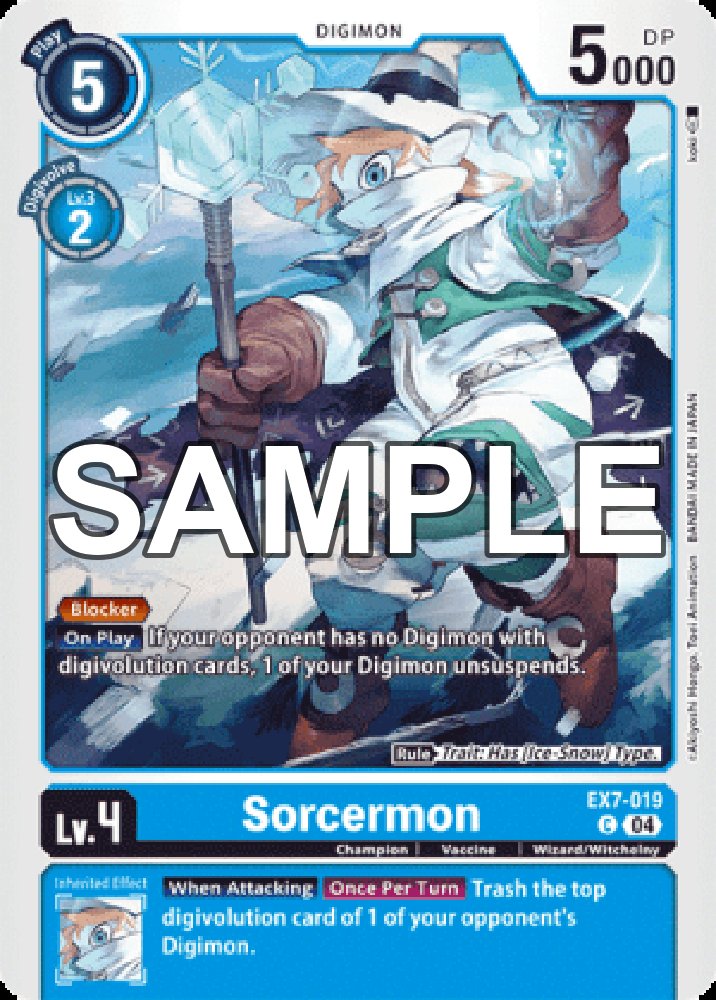 DIGIMON
Play
5
5000
DP
Digivolve
Lv.3
2
koki
SAMPLE
Blocker
On Play If your opponent has no Digimon with
digivolution cards, 1 of your Digimon unsuspends.
Rule Trait: Has [Ice-Snow] Type.
©Akiyoshi Hongo, Toei Animation BANDAI MADE IN JAPAN
Lv.4
Sorcermon
EX7-019
C 04
Champion | Vaccine | Wizard/Witchelny
Inherited Effect
When Attacking Once Per Turn Trash the top
digivolution card of 1 of your opponent's
Digimon.